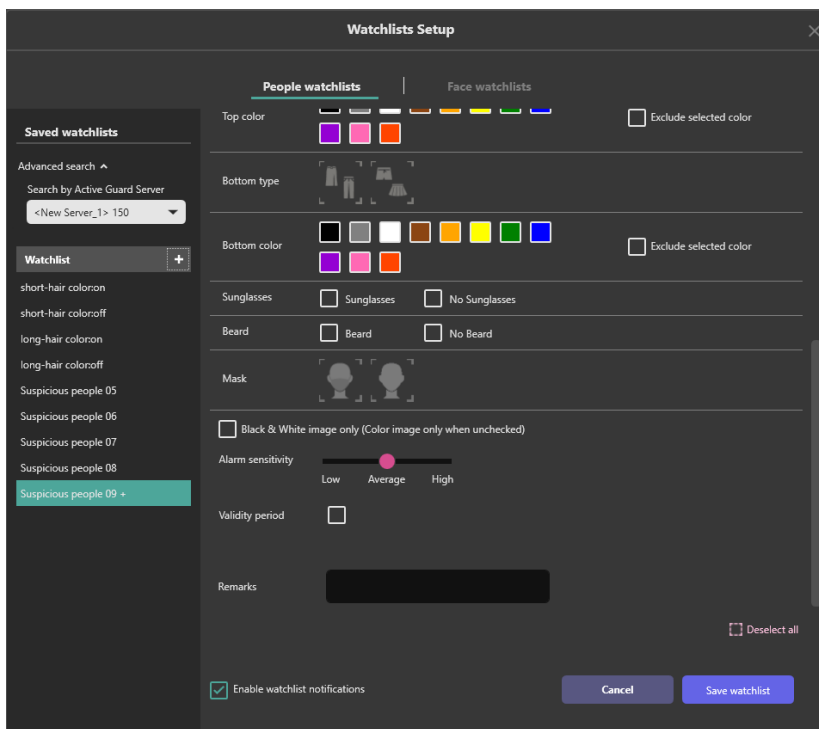 Watchlists Setup
People watchlists
Face watchlists
Saved watchlists
Advanced search
Search by Active Guard Server
<New Server_1> 150
Watchlist
+
short-hair color:on
short-hair color:off
long-hair color:on
long-hair color:off
Suspicious people 05
Suspicious people 06
Suspicious people 07
Suspicious people 08
Suspicious people 09 +
Top color
Exclude selected color
Bottom type
Bottom color
Exclude selected color
Sunglasses
Sunglasses
No Sunglasses
Beard
Beard
No Beard
Mask
Black & White image only (Color image only when unchecked)
Alarm sensitivity
Low
Average
High
Validity period
Remarks
Deselect all
Enable watchlist notifications
Cancel
Save watchlist